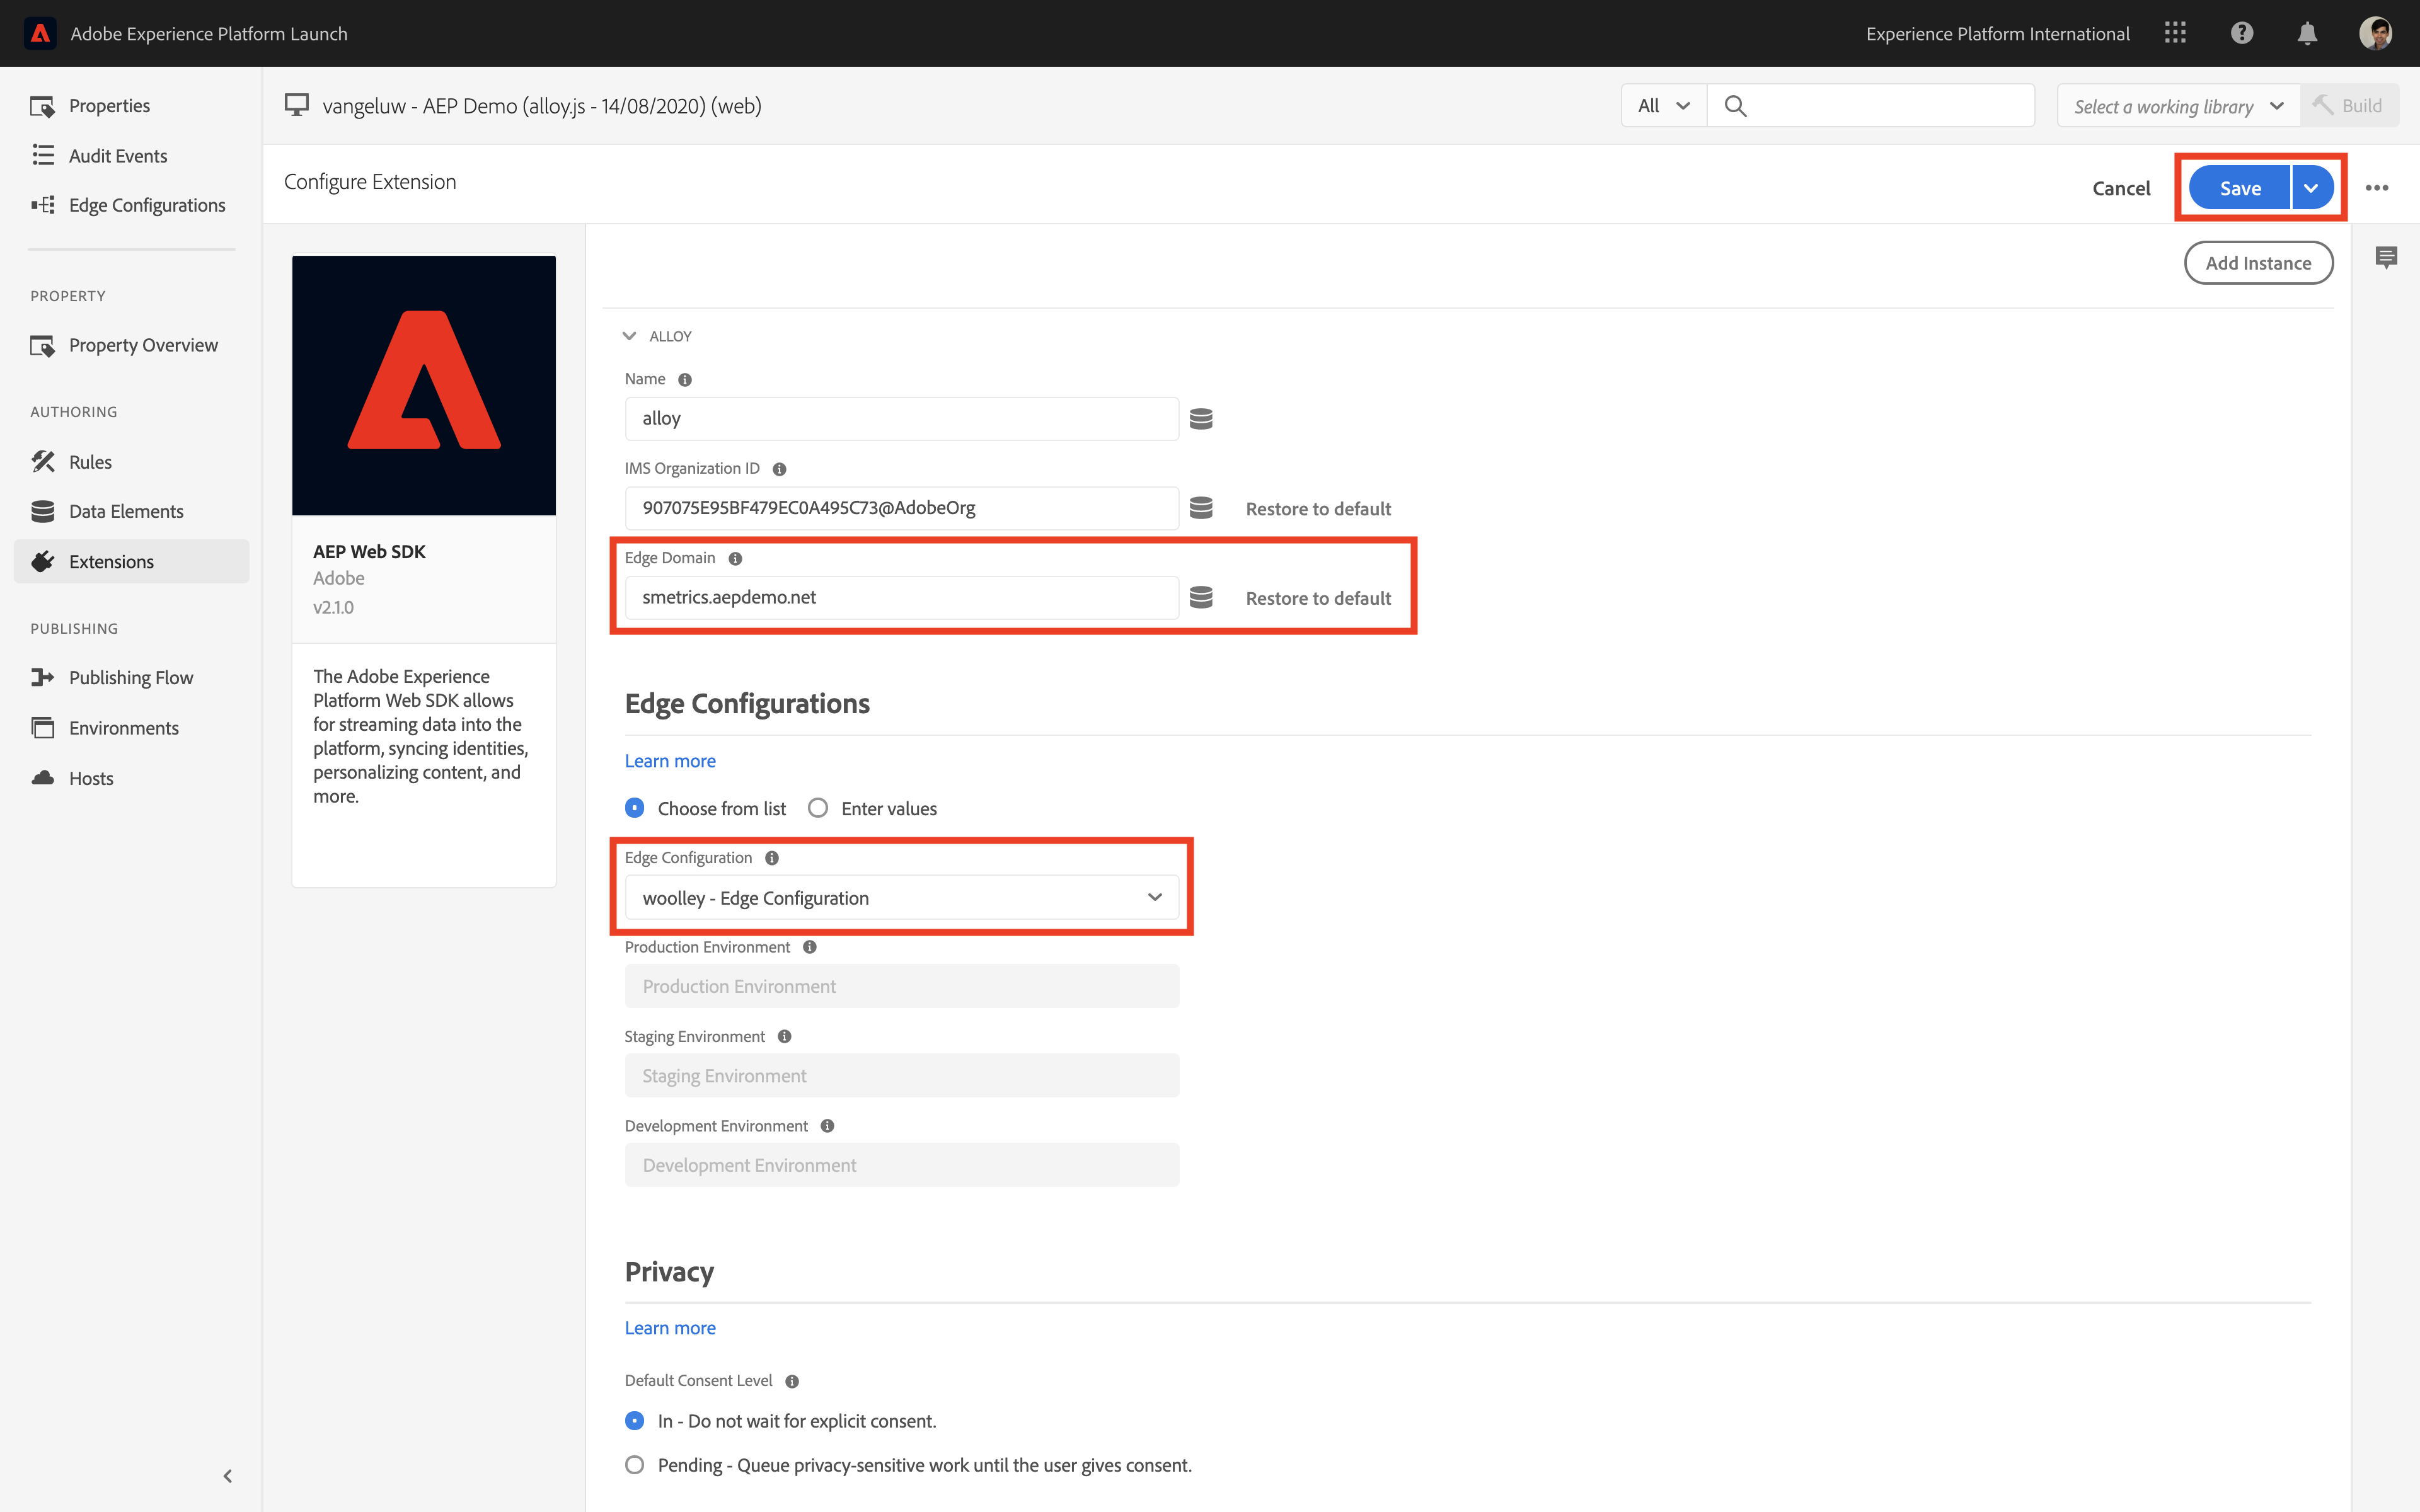 Adobe Experience Platform Launch
Experience Platform International
Properties
Audit Events
Edge Configurations
PROPERTY
Property Overview
AUTHORING
Rules
Data Elements
Extensions
PUBLISHING
Publishing Flow
Environments
Hosts
vangeluw - AEP Demo (alloy.js - 14/08/2020) (web)
All
Select a working library
Build
Configure Extension
Cancel
Save
Add Instance
AEP Web SDK
Adobe
v2.1.0
The Adobe Experience
Platform Web SDK allows
for streaming data into the
platform, syncing identities,
personalizing content, and
more.
ALLOY
Name
alloy
IMS Organization ID
907075E95BF479EC0A495C73@AdobeOrg
Restore to default
Edge Domain
smetrics.aepdemo.net
Restore to default
Edge Configurations
Learn more
Choose from list
Enter values
Edge Configuration
woolley - Edge Configuration
Production Environment
Production Environment
Staging Environment
Staging Environment
Development Environment
Development Environment
Privacy
Learn more
Default Consent Level
In - Do not wait for explicit consent.
Pending - Queue privacy-sensitive work until the user gives consent.